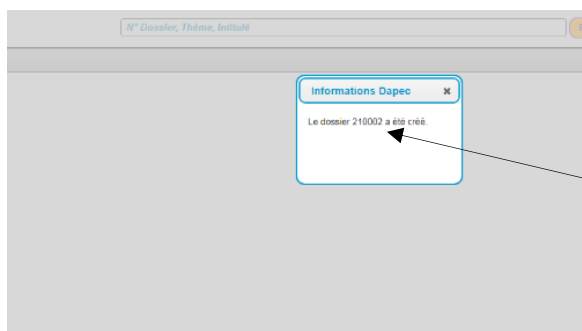 N° Dossier, Thème, Intitulé
Informations Dapec
Le dossier 210002 a été créé.